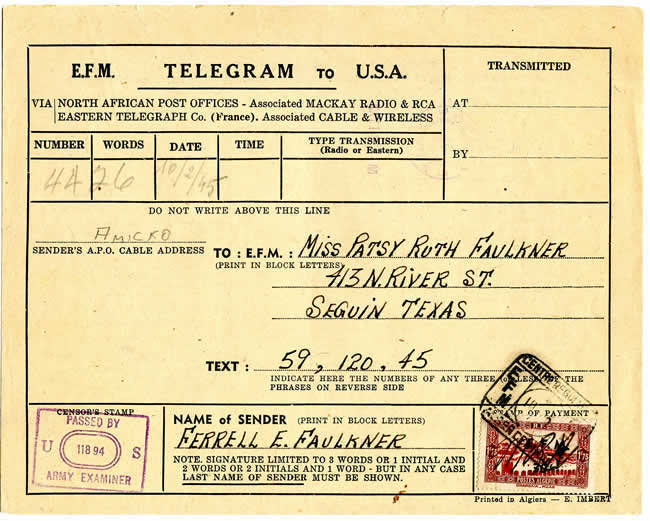 E.F.M. TELEGRAM TO U.S.A.
TRANSMITTED
VIA NORTH AFRICAN POST OFFICES - Associated MACKAY RADIO & RCA
EASTERN TELEGRAPH Co. (France). Associated CABLE & WIRELESS
AT
BY
NUMBER WORDS DATE TIME TYPE TRANSMISSION
(Radio or Eastern)
44 26 10/2/45
DO NOT WRITE ABOVE THIS LINE
AMICKO
SENDER'S A.P.O. CABLE ADDRESS
TO : E.F.M. : MISS PATSY RUTH FAULKNER
(PRINT IN BLOCK LETTERS)
413 N. RIVER ST.
SEGUIN TEXAS
TEXT : 59, 120, 45
INDICATE HERE THE NUMBERS OF ANY THREE (or LESS) OF THE
PHRASES ON REVERSE SIDE
CENSOR'S STAMP
PASSED BY
U 11894 S
ARMY EXAMINER
NAME of SENDER (PRINT IN BLOCK LETTERS)
FERRELL E. FAULKNER
NOTE. SIGNATURE LIMITED TO 3 WORDS OR 1 INITIAL AND
2 WORDS OR 2 INITIALS AND 1 WORD - BUT IN ANY CASE
LAST NAME OF SENDER MUST BE SHOWN.
OF PAYMENT
POSTES ALGERIE
Printed in Algiers — E. IMBERT